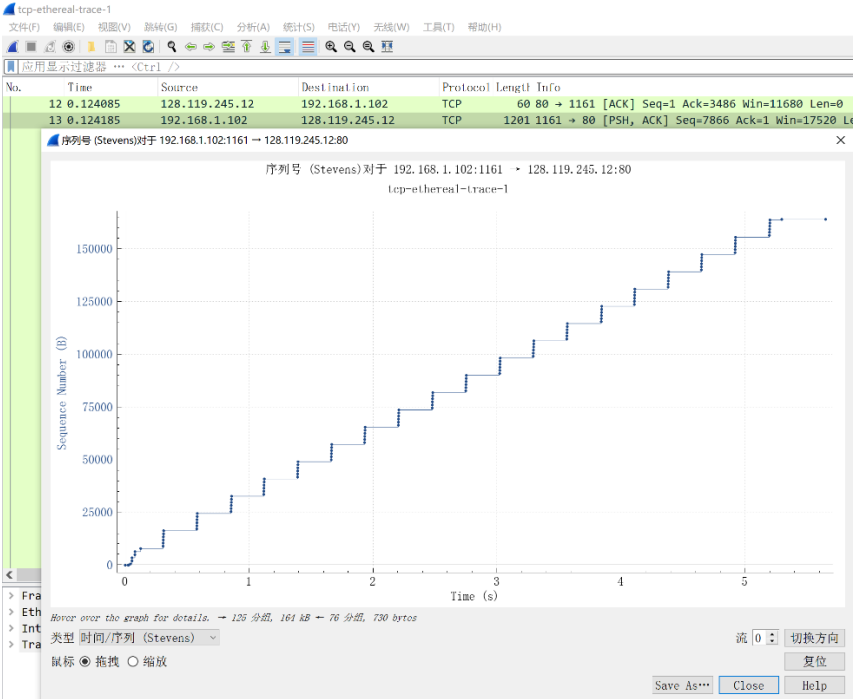 tcp-ethereal-trace-1
文件(F) 编辑(E) 视图(V) 跳转(G) 捕获(C) 分析(A) 统计(S) 电话(Y) 无线(W) 工具(T) 帮助(H)
应用显示过滤器 … <Ctrl />
No. Time Source Destination Protocol Length Info
12 0.124085 128.119.245.12 192.168.1.102 TCP 60 80 → 1161 [ACK] Seq=1 Ack=3486 Win=11680 Len=0
13 0.124185 192.168.1.102 128.119.245.12 TCP 1201 1161 → 80 [PSH, ACK] Seq=7866 Ack=1 Win=17520 Le
序列号 (Stevens)对于 192.168.1.102:1161 → 128.119.245.12:80
序列号 (Stevens)对于 192.168.1.102:1161 → 128.119.245.12:80
tcp-ethereal-trace-1
150000
125000
100000
75000
50000
25000
0
Sequence Number (B)
0 1 2 3 4 5
Time (s)
Fra
Eth
Int
Tra
Hover over the graph for details. → 125 分组, 164 kB ← 76 分组, 730 bytes
类型 时间/序列 (Stevens) 流 0 切换方向
鼠标 拖拽 缩放 复位
Save As… Close Help